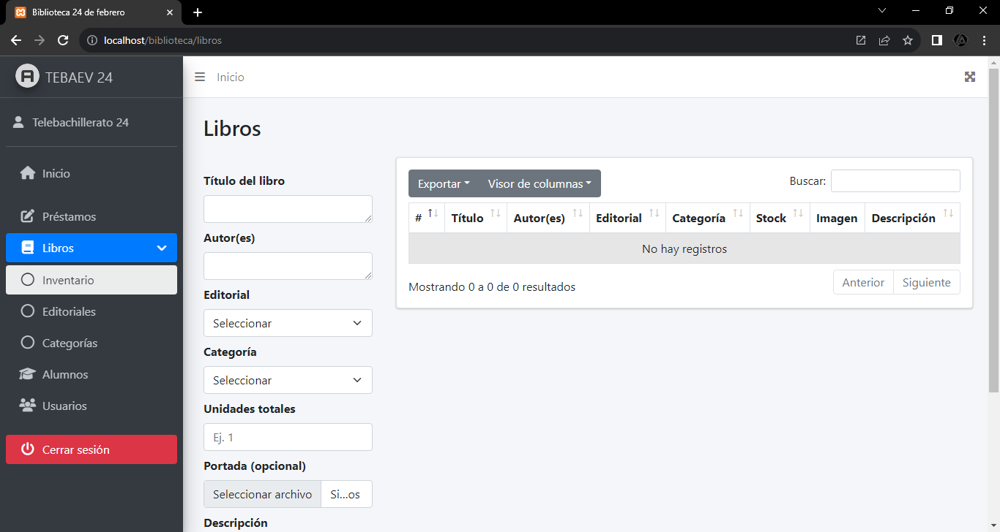 Biblioteca 24 de febrero
localhost/biblioteca/libros
TEBAEV 24
Inicio
Telebachillerato 24
Inicio
Préstamos
Libros
Inventario
Editoriales
Categorías
Alumnos
Usuarios
Cerrar sesión
Libros
Título del libro
Autor(es)
Editorial
Seleccionar
Categoría
Seleccionar
Unidades totales
Ej. 1
Portada (opcional)
Seleccionar archivo Si...os
Descripción
Exportar Visor de columnas Buscar:
# Título Autor(es) Editorial Categoría Stock Imagen Descripción
No hay registros
Mostrando 0 a 0 de 0 resultados Anterior Siguiente